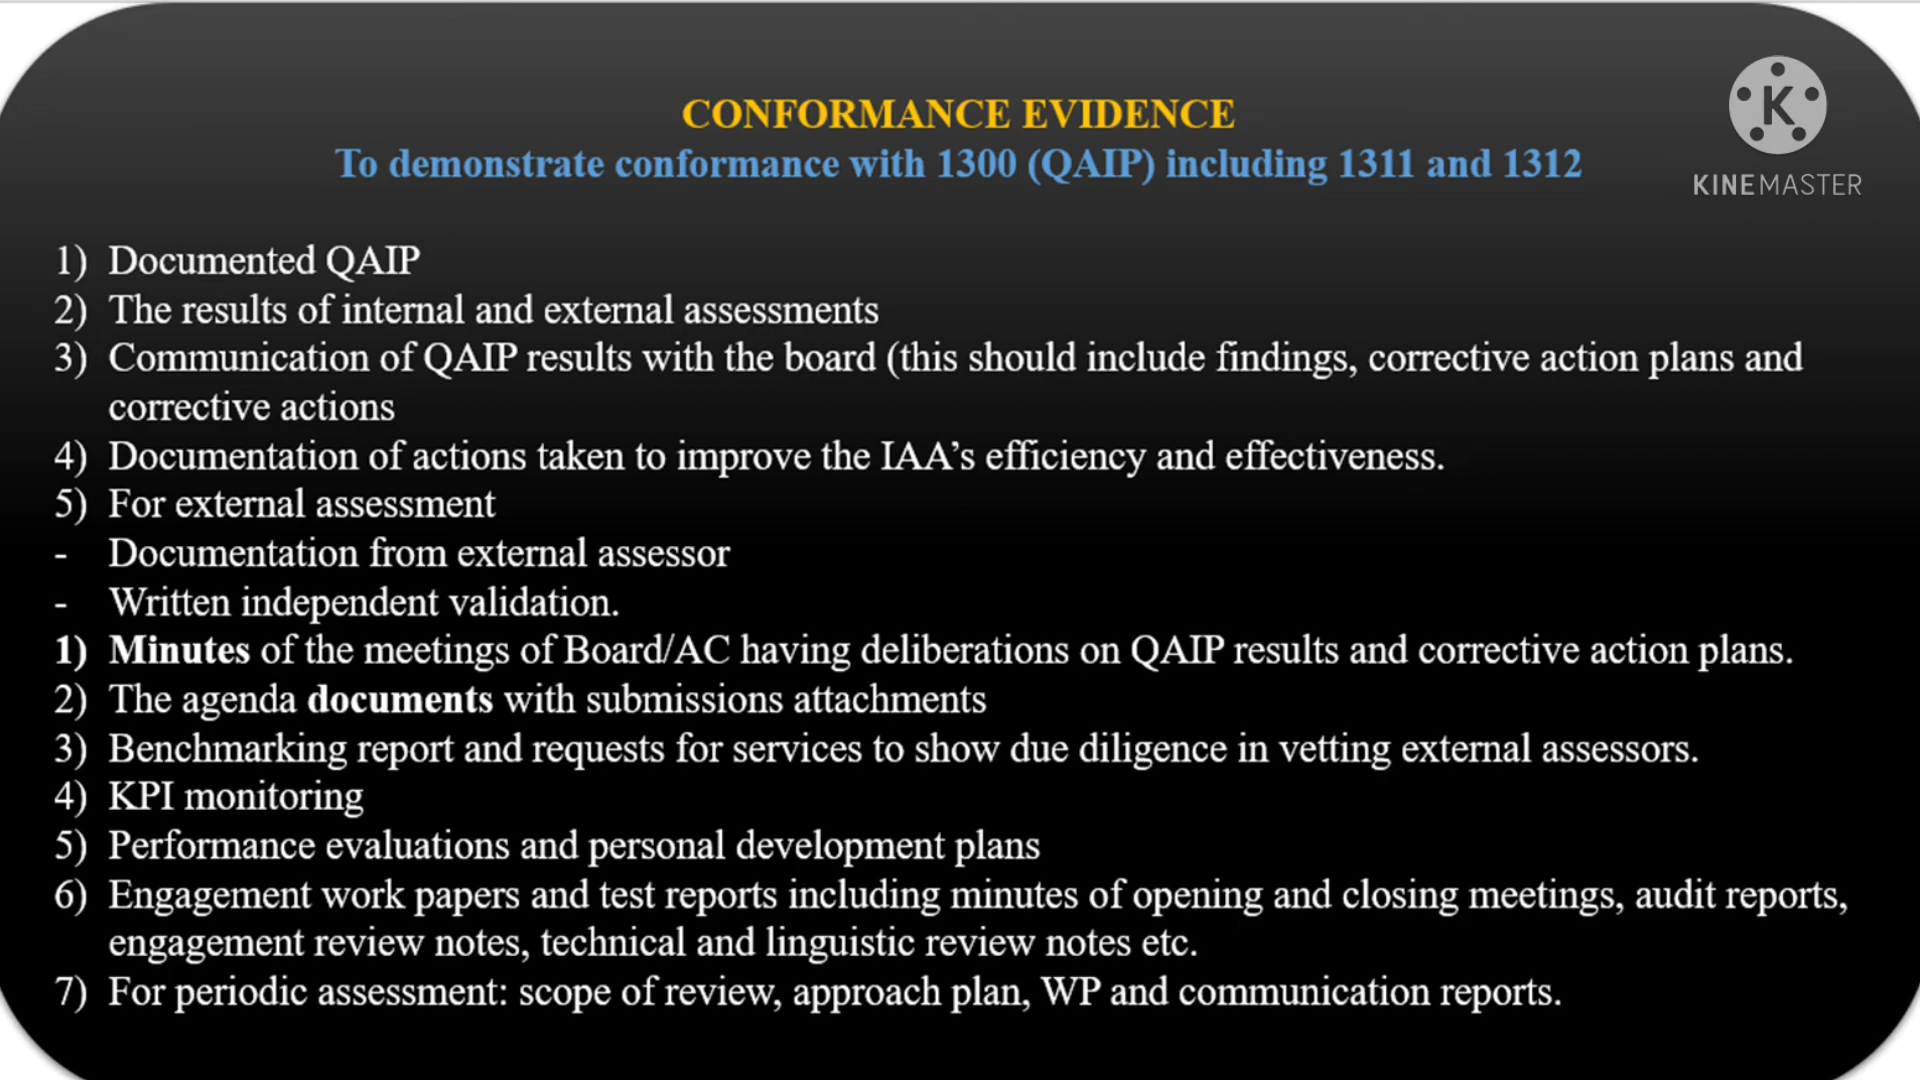 CONFORMANCE EVIDENCE
To demonstrate conformance with 1300 (QAIP) including 1311 and 1312
K
KINEMASTER
1) Documented QAIP
2) The results of internal and external assessments
3) Communication of QAIP results with the board (this should include findings, corrective action plans and
corrective actions
4) Documentation of actions taken to improve the IAA’s efficiency and effectiveness.
5) For external assessment
- Documentation from external assessor
- Written independent validation.
1) Minutes of the meetings of Board/AC having deliberations on QAIP results and corrective action plans.
2) The agenda documents with submissions attachments
3) Benchmarking report and requests for services to show due diligence in vetting external assessors.
4) KPI monitoring
5) Performance evaluations and personal development plans
6) Engagement work papers and test reports including minutes of opening and closing meetings, audit reports,
engagement review notes, technical and linguistic review notes etc.
7) For periodic assessment: scope of review, approach plan, WP and communication reports.